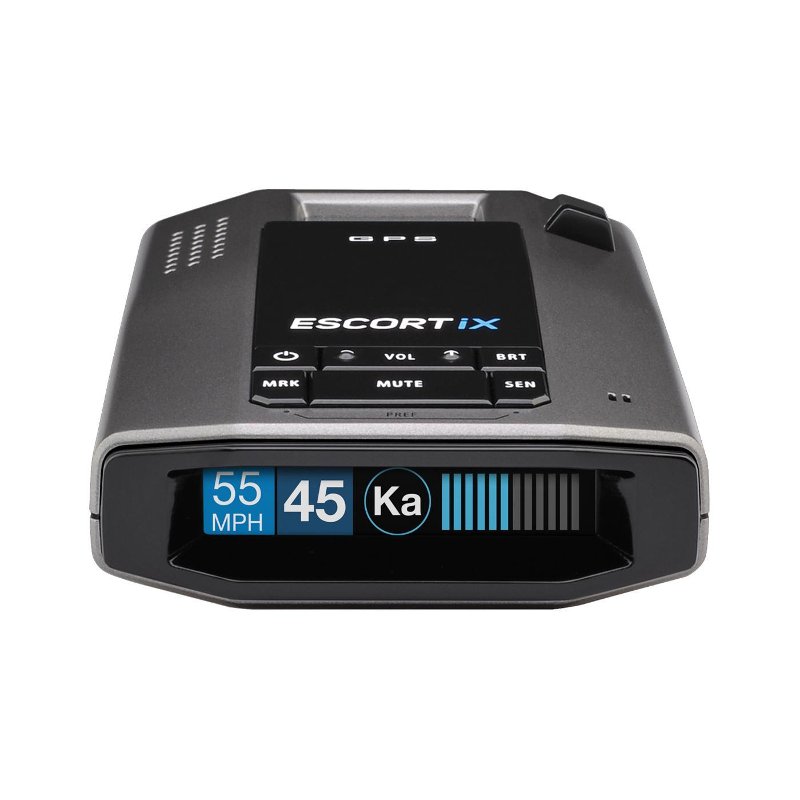 GPS
ESCORT iX
VOL BRT
MRK MUTE SEN
PREF
55 45 Ka
MPH